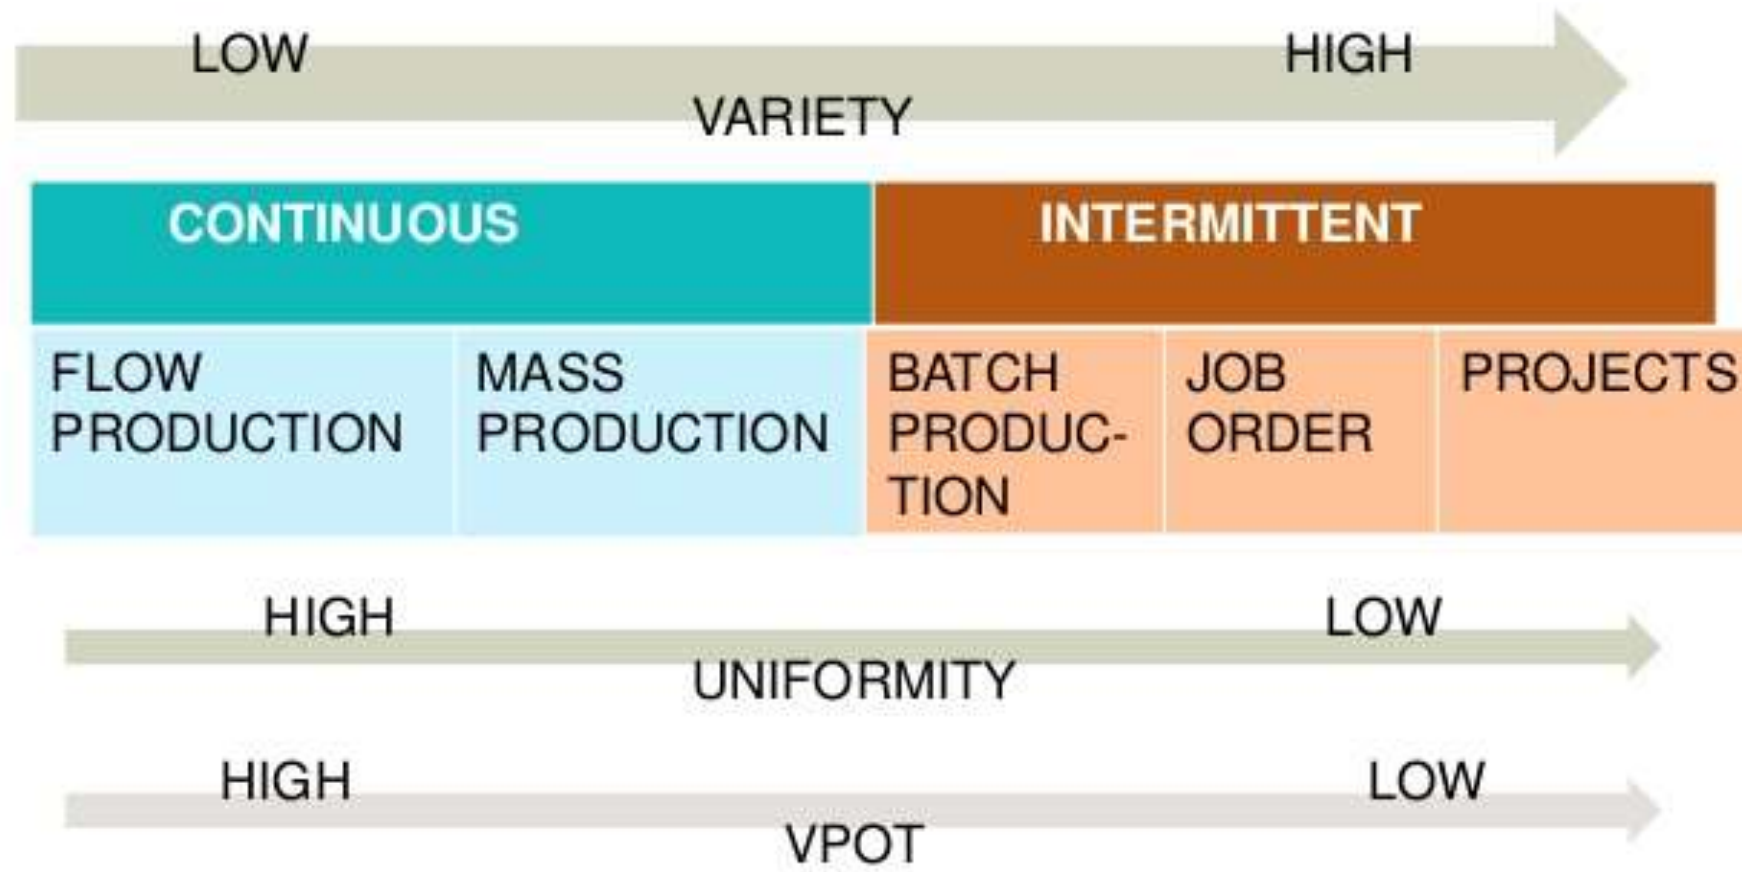 LOW HIGH
VARIETY
CONTINUOUS INTERMITTENT
FLOW MASS BATCH JOB PROJECTS
PRODUCTION PRODUCTION PRODUC- ORDER
TION
HIGH LOW
UNIFORMITY
HIGH LOW
VPOT